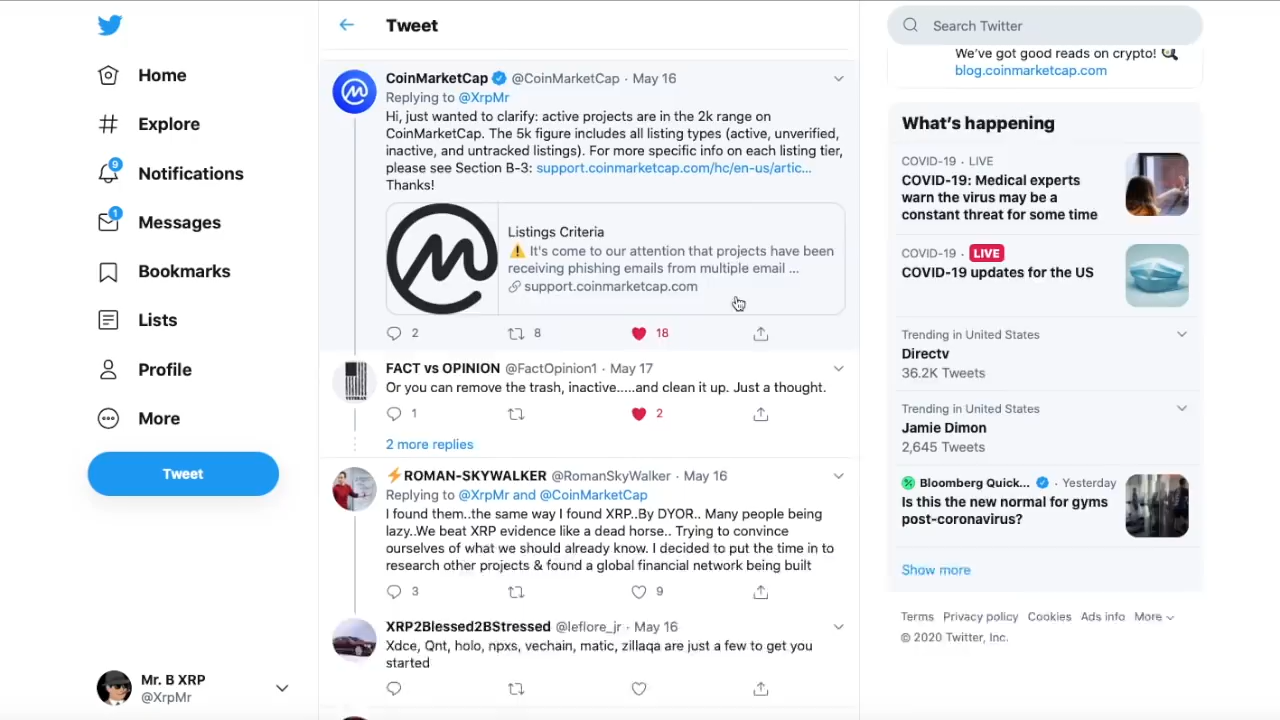 Home
Explore
9
Notifications
1
Messages
Bookmarks
Lists
Profile
More
Tweet
Mr. B XRP
@XrpMr
Tweet
CoinMarketCap @CoinMarketCap · May 16
Replying to @XrpMr
Hi, just wanted to clarify: active projects are in the 2k range on
CoinMarketCap. The 5k figure includes all listing types (active, unverified,
inactive, and untracked listings). For more specific info on each listing tier,
please see Section B-3: support.coinmarketcap.com/hc/en-us/artic...
Thanks!
Listings Criteria
⚠️ It's come to our attention that projects have been
receiving phishing emails from multiple email ...
support.coinmarketcap.com
2 8 18
FACT vs OPINION @FactOpinion1 · May 17
Or you can remove the trash, inactive.....and clean it up. Just a thought.
1 2
2 more replies
⚡ROMAN-SKYWALKER @RomanSkyWalker · May 16
Replying to @XrpMr and @CoinMarketCap
I found them..the same way I found XRP..By DYOR.. Many people being
lazy..We beat XRP evidence like a dead horse.. Trying to convince
ourselves of what we should already know. I decided to put the time in to
research other projects & found a global financial network being built
3 9
XRP2Blessed2BStressed @leflore_jr · May 16
Xdce, Qnt, holo, npxs, vechain, matic, zillaqa are just a few to get you
started
Search Twitter
We've got good reads on crypto!
blog.coinmarketcap.com
What's happening
COVID-19 · LIVE
COVID-19: Medical experts
warn the virus may be a
constant threat for some time
COVID-19 · LIVE
COVID-19 updates for the US
Trending in United States
Directv
36.2K Tweets
Trending in United States
Jamie Dimon
2,645 Tweets
Bloomberg Quick... · Yesterday
Is this the new normal for gyms
post-coronavirus?
Show more
Terms Privacy policy Cookies Ads info More
© 2020 Twitter, Inc.